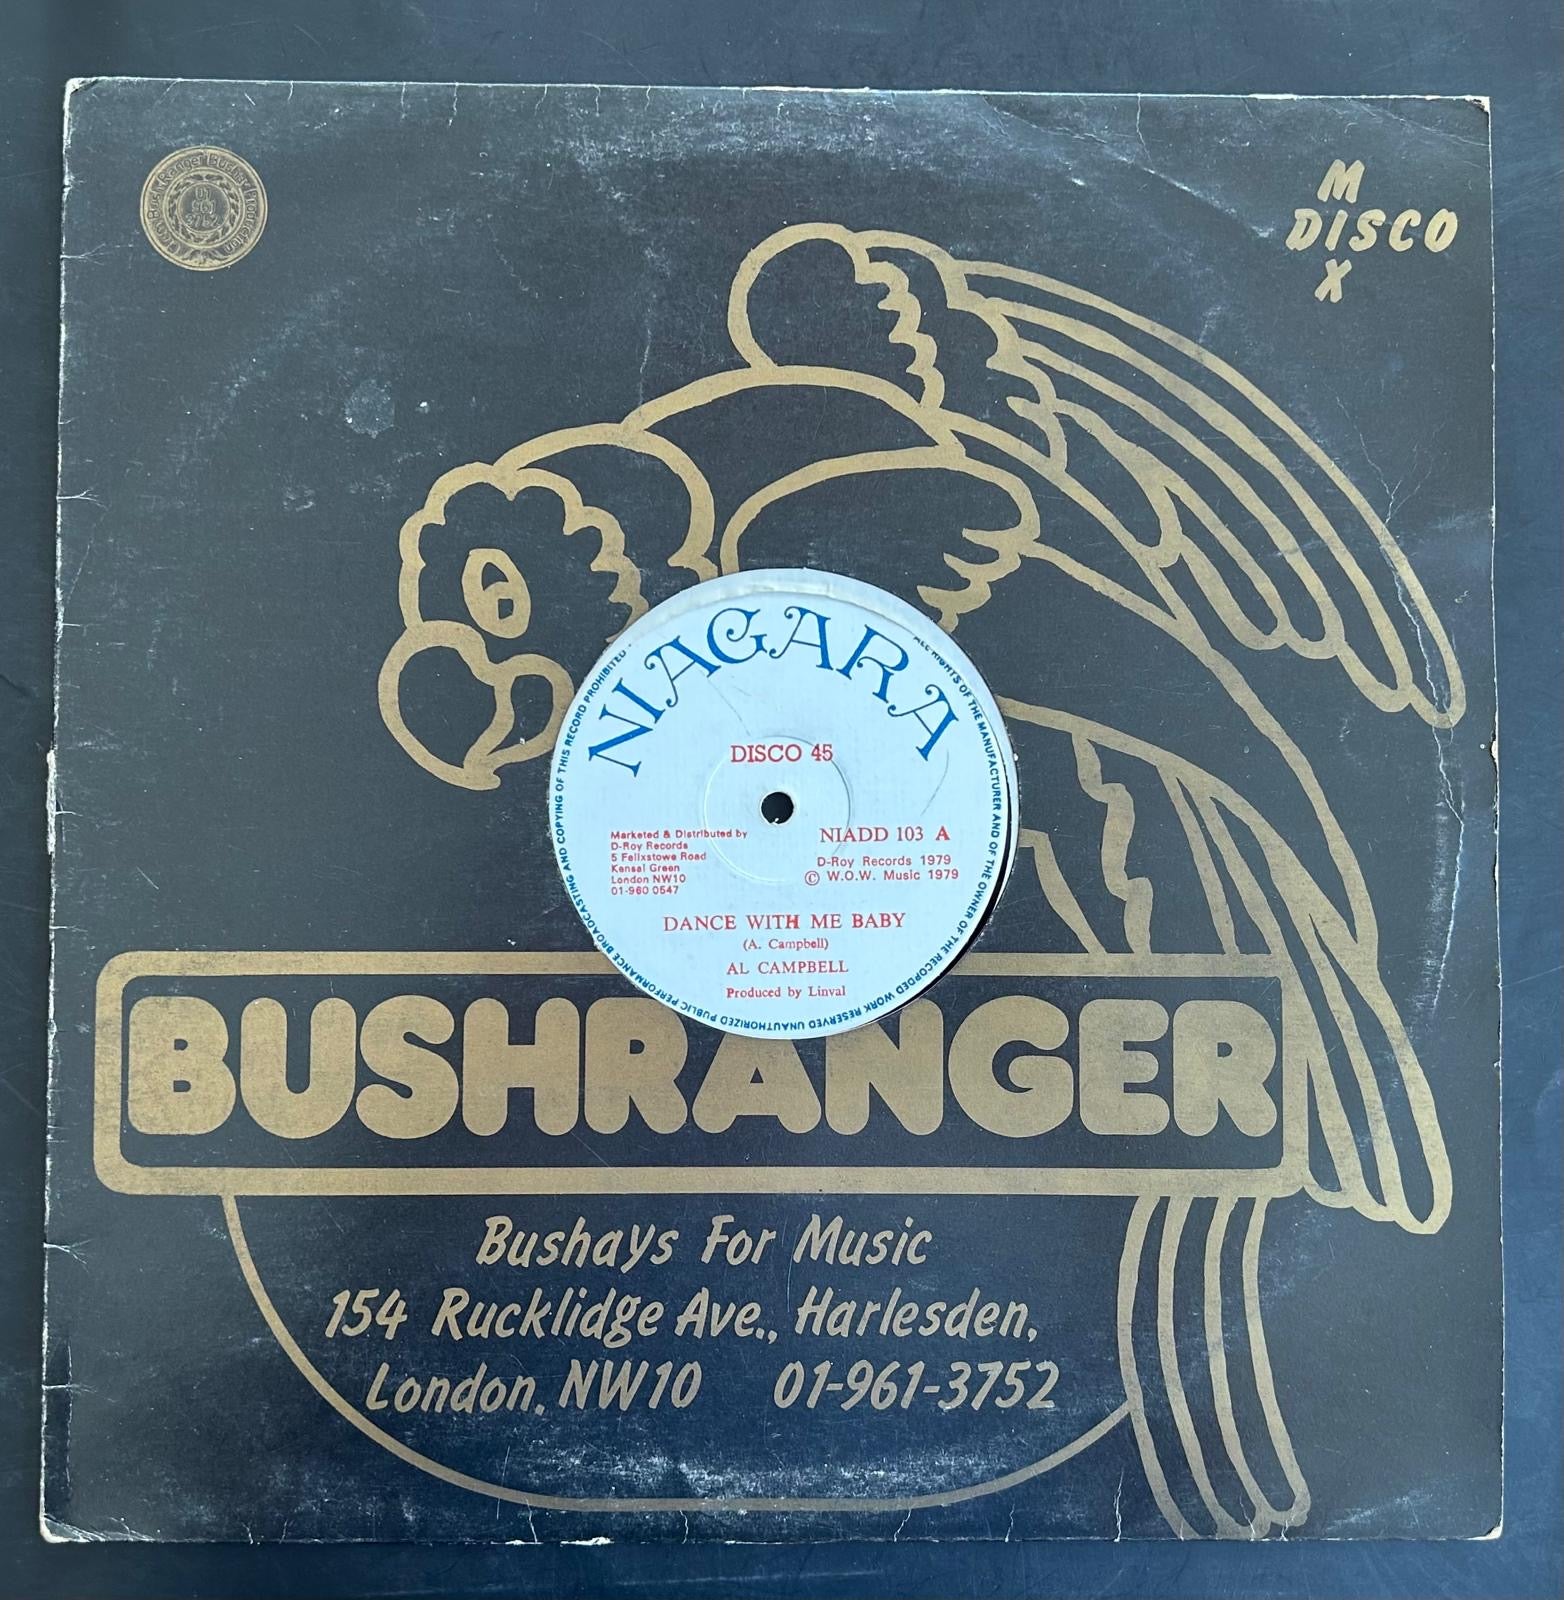 M
DISCO
X
NIAGARA
ALL RIGHTS OF THE MANUFACTURER AND OF THE OWNER OF THE RECORDED WORK RESERVED UNAUTHORIZED PUBLIC PERFORMANCE BROADCASTING AND COPYING OF THIS RECORD PROHIBITED
DISCO 45
Marketed & Distributed by
D-Roy Records
5 Felixstowe Road
Kensal Green
London NW10
01-960 0547
NIADD 103 A
D-Roy Records 1979
© W.O.W. Music 1979
DANCE WITH ME BABY
(A. Campbell)
AL CAMPBELL
Produced by Linval
BUSHRANGER
Bushays For Music
154 Rucklidge Ave., Harlesden,
London. NW10 01-961-3752